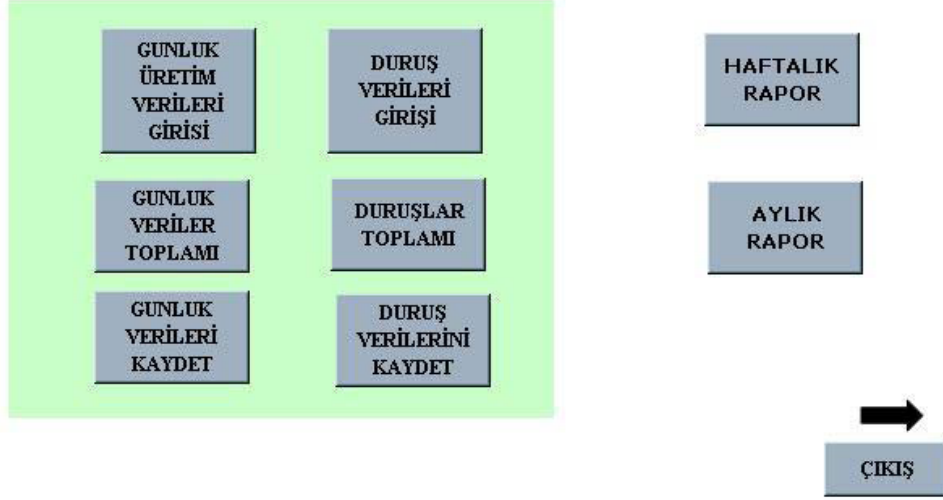 GUNLUK
ÜRETİM
VERİLERİ
GİRİSİ
DURUŞ
VERİLERİ
GİRİŞİ
HAFTALIK
RAPOR
GUNLUK
VERİLER
TOPLAMI
DURUŞLAR
TOPLAMI
AYLIK
RAPOR
GUNLUK
VERİLERİ
KAYDET
DURUŞ
VERİLERİNİ
KAYDET
ÇIKIŞ